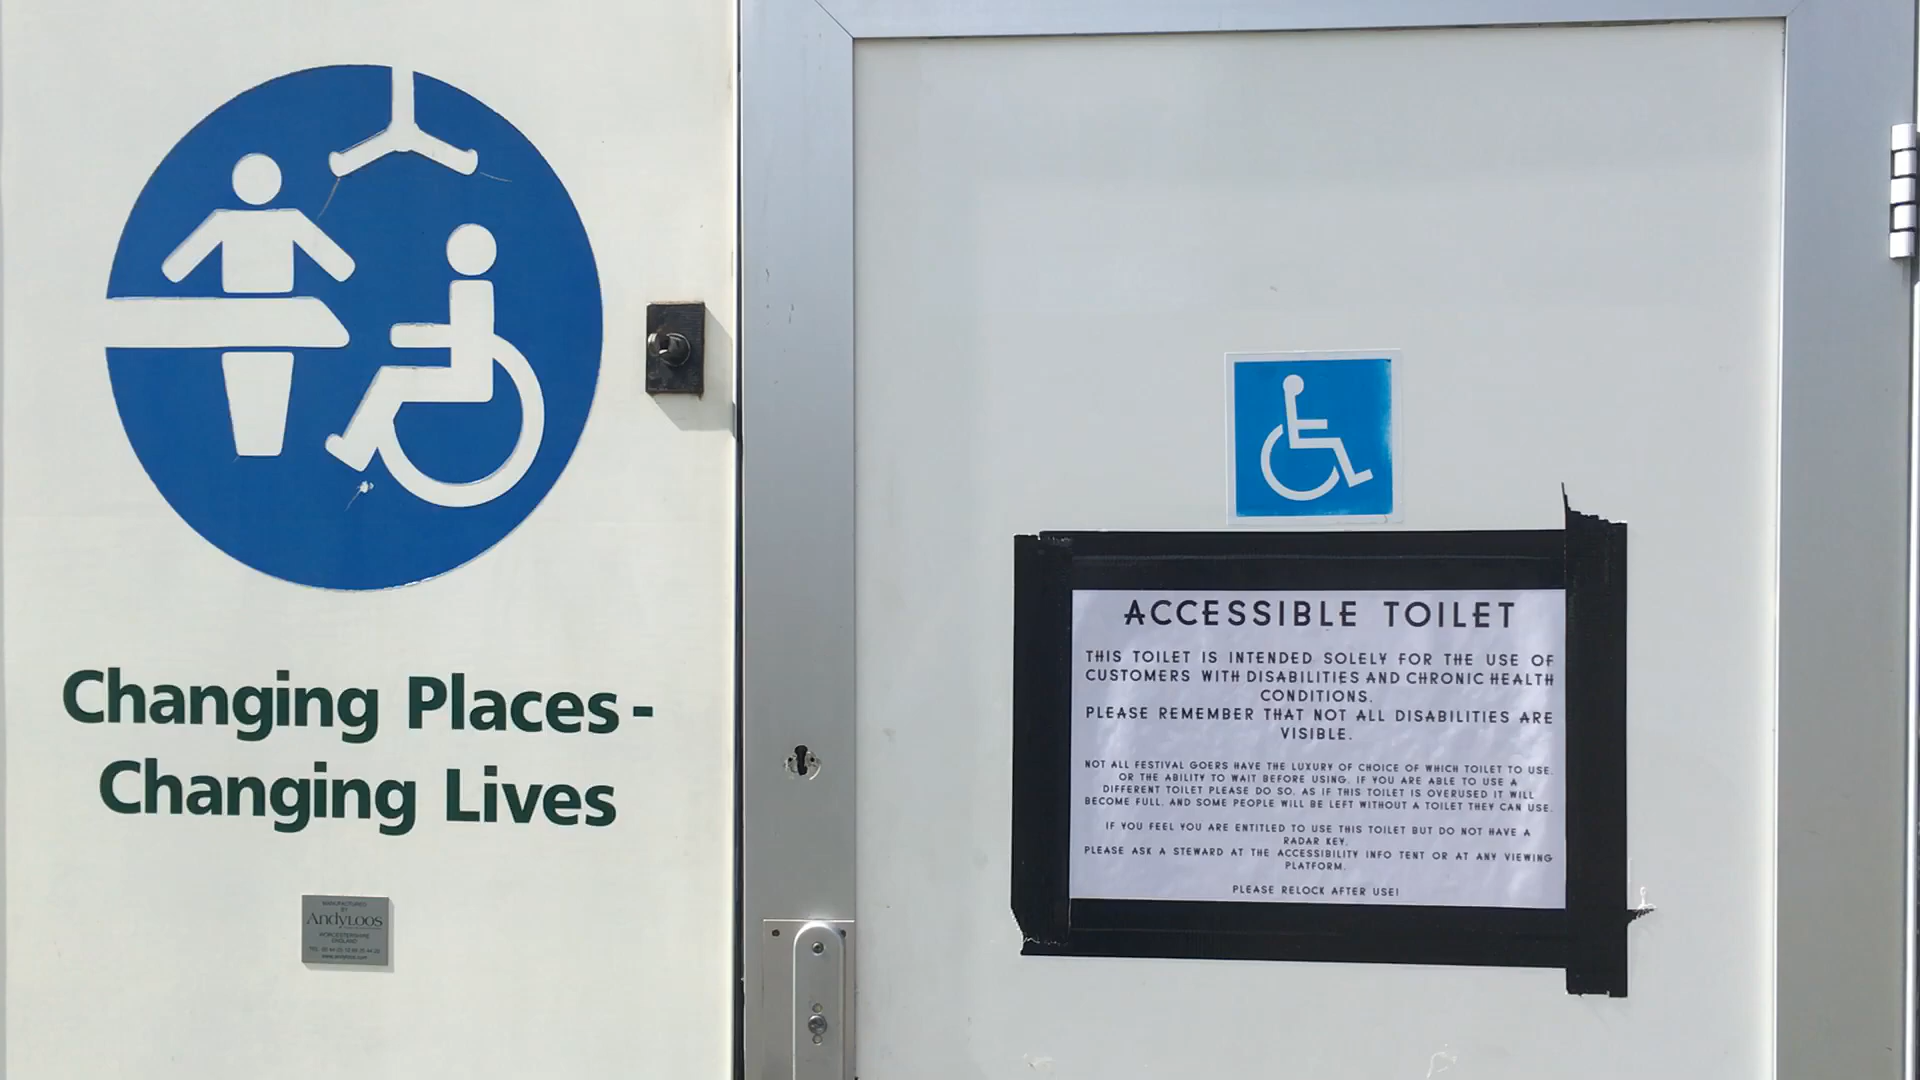 Changing Places -
Changing Lives
MANUFACTURED
BY
AndyLoos
WORCESTERSHIRE
ENGLAND
www.andyloos.com
ACCESSIBLE TOILET
THIS TOILET IS INTENDED SOLELY FOR THE USE OF
CUSTOMERS WITH DISABILITIES AND CHRONIC HEALTH
CONDITIONS.
PLEASE REMEMBER THAT NOT ALL DISABILITIES ARE
VISIBLE.
NOT ALL FESTIVAL GOERS HAVE THE LUXURY OF CHOICE OF WHICH TOILET TO USE.
OR THE ABILITY TO WAIT BEFORE USING. IF YOU ARE ABLE TO USE A
DIFFERENT TOILET PLEASE DO SO. AS IF THIS TOILET IS OVERUSED IT WILL
BECOME FULL. AND SOME PEOPLE WILL BE LEFT WITHOUT A TOILET THEY CAN USE.
IF YOU FEEL YOU ARE ENTITLED TO USE THIS TOILET BUT DO NOT HAVE A
RADAR KEY.
PLEASE ASK A STEWARD AT THE ACCESSIBILITY INFO TENT OR AT ANY VIEWING
PLATFORM.
PLEASE RELOCK AFTER USE!